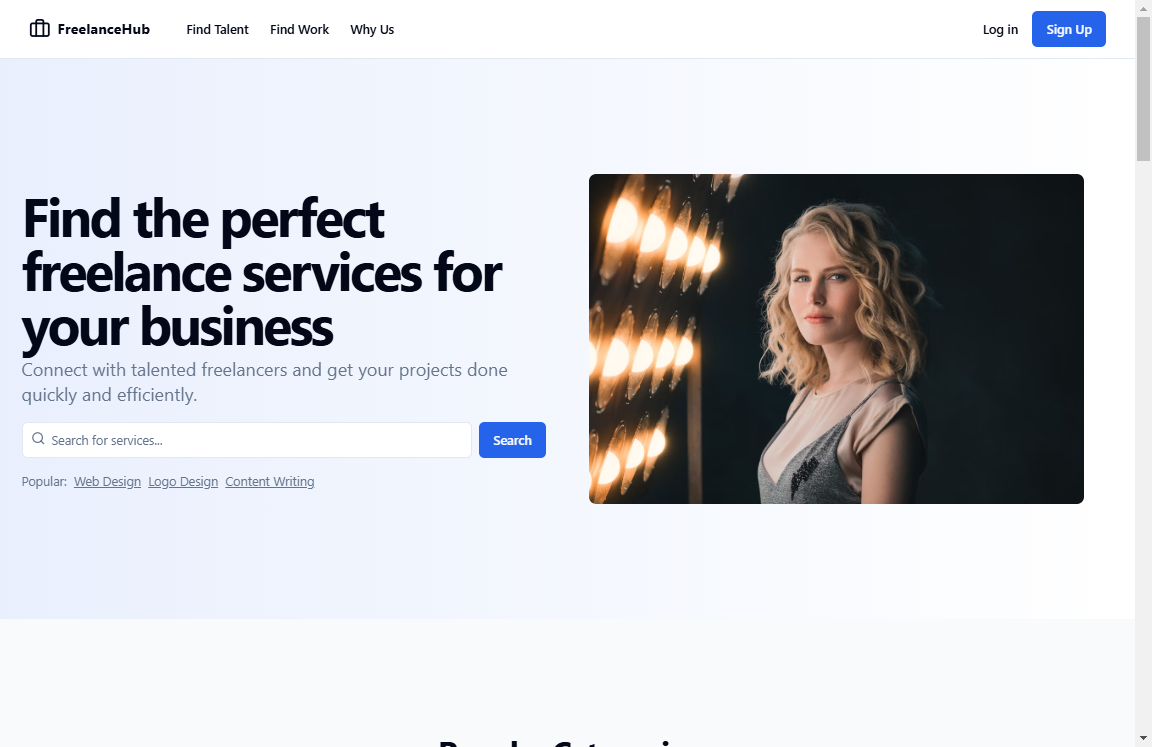 FreelanceHub
Find Talent
Find Work
Why Us
Log in
Sign Up
Find the perfect
freelance services for
your business
Connect with talented freelancers and get your projects done
quickly and efficiently.
Search for services...
Search
Popular: Web Design Logo Design Content Writing